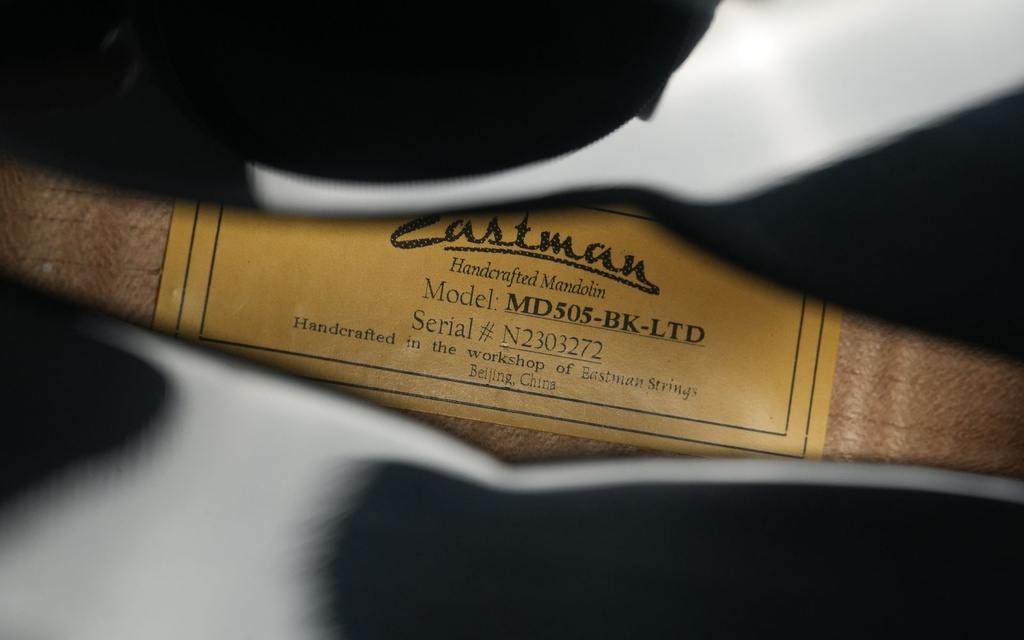 Eastman
Handcrafted Mandolin
Model: MD505-BK-LTD
Serial # N2303272
Handcrafted in the workshop of Eastman Strings
Beijing, China